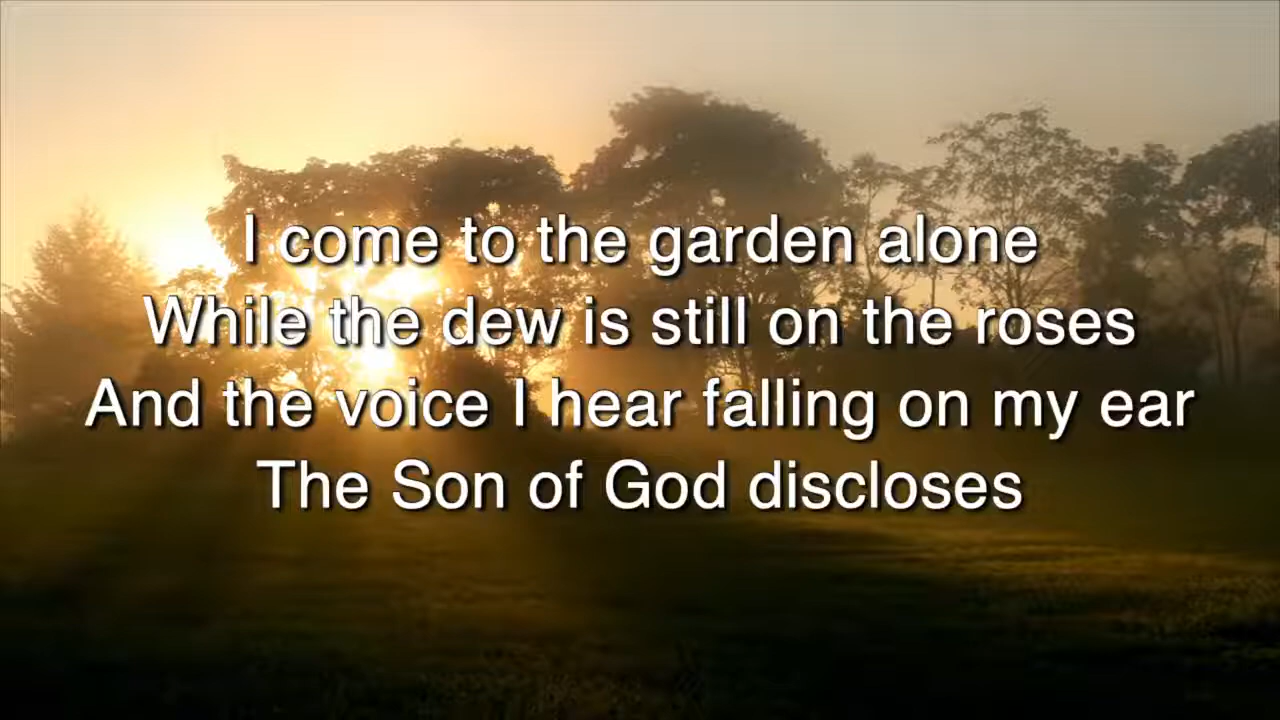 I come to the garden alone
While the dew is still on the roses
And the voice I hear falling on my ear
The Son of God discloses